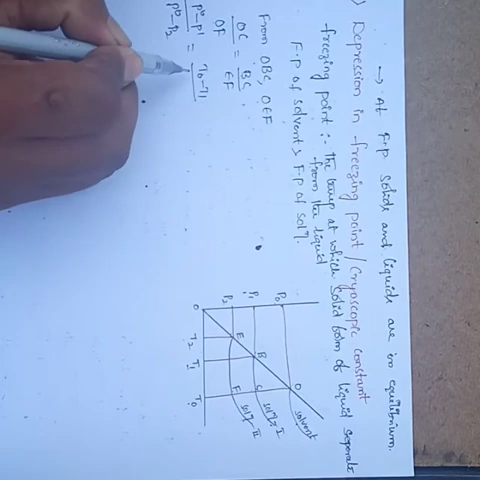 → At F.P solids and liquids are in equilibrium.
) Depression in freezing point / Cryoscopic constant
freezing point :- The temp at which solid form of liquid seperate
from the liquid
F.P of solvent > F.P of solⁿ.
From OBC, OEF
OC/OF = BC/EF
P°-P1/P°-P2 = T0-T1/
P0
P1
P2
O
T2
T1
T0
E
B
D
F
C
solvent
solⁿ-I
solⁿ-II